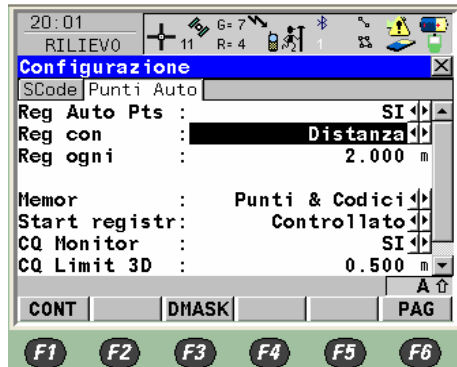 20:01
RILIEVO
11
G= 7
R= 4
1
Configurazione
SCode Punti Auto
Reg Auto Pts : SI
Reg con : Distanza
Reg ogni : 2.000 m
Memor : Punti & Codici
Start registr: Controllato
CQ Monitor : SI
CQ Limit 3D : 0.500 m
A
CONT DMASK PAG
F1 F2 F3 F4 F5 F6